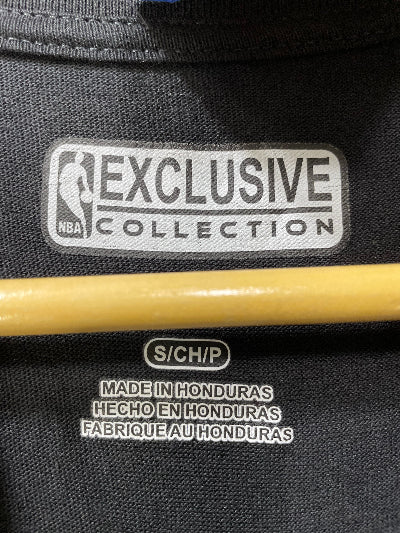 NBA
EXCLUSIVE
COLLECTION
S/CH/P
MADE IN HONDURAS
HECHO EN HONDURAS
FABRIQUE AU HONDURAS